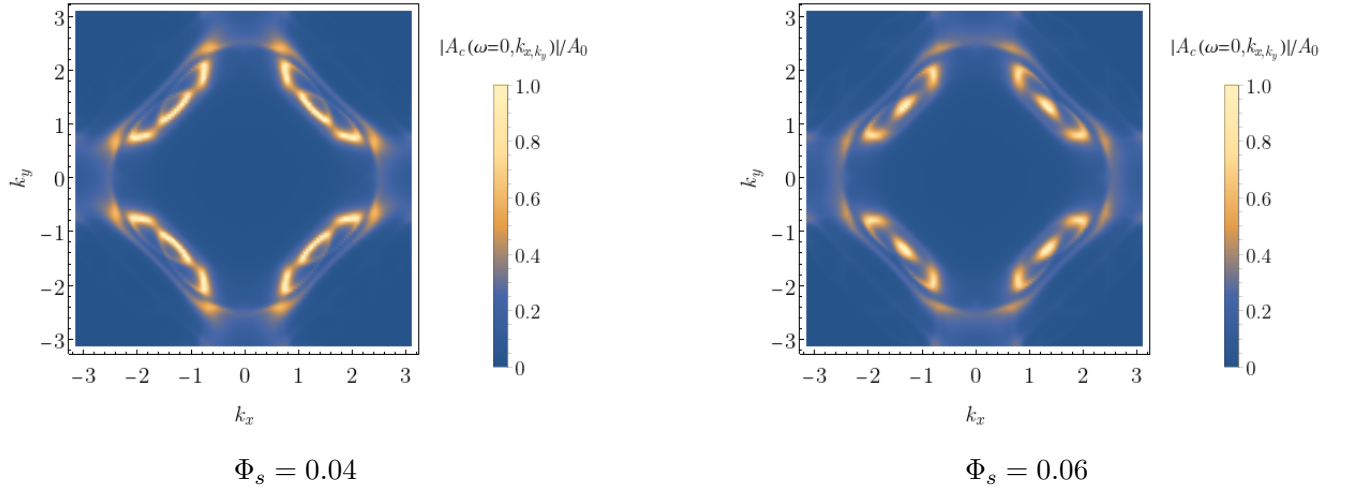 |A_c(ω=0,k_{x,k_y})|/A_0
3
2
1
0
−1
−2
−3
k_y
−3 −2 −1 0 1 2 3
k_x
1.0
0.8
0.6
0.4
0.2
0
Φ_s = 0.04
|A_c(ω=0,k_{x,k_y})|/A_0
3
2
1
0
−1
−2
−3
k_y
−3 −2 −1 0 1 2 3
k_x
1.0
0.8
0.6
0.4
0.2
0
Φ_s = 0.06